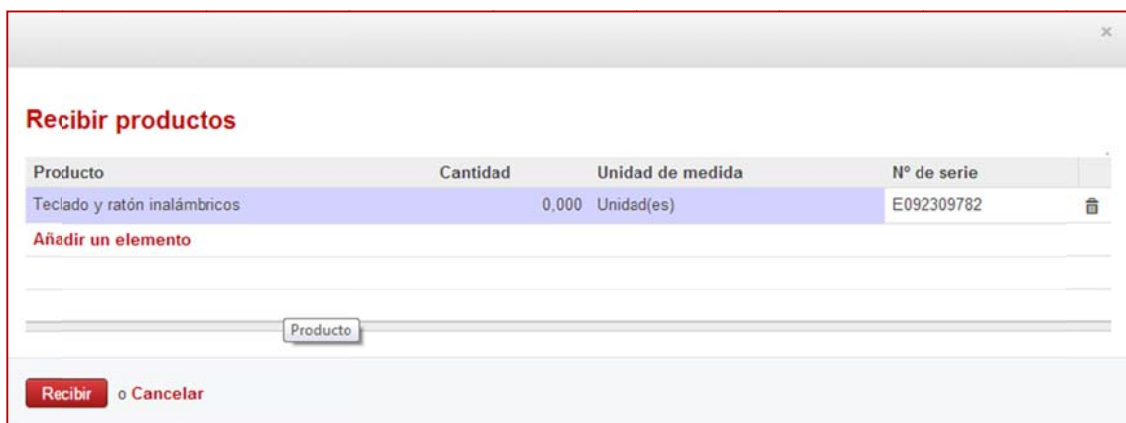 ×
Recibir productos
Producto Cantidad Unidad de medida Nº de serie
Teclado y ratón inalámbricos 0,000 Unidad(es) E092309782
Añadir un elemento
Producto
Recibir o Cancelar